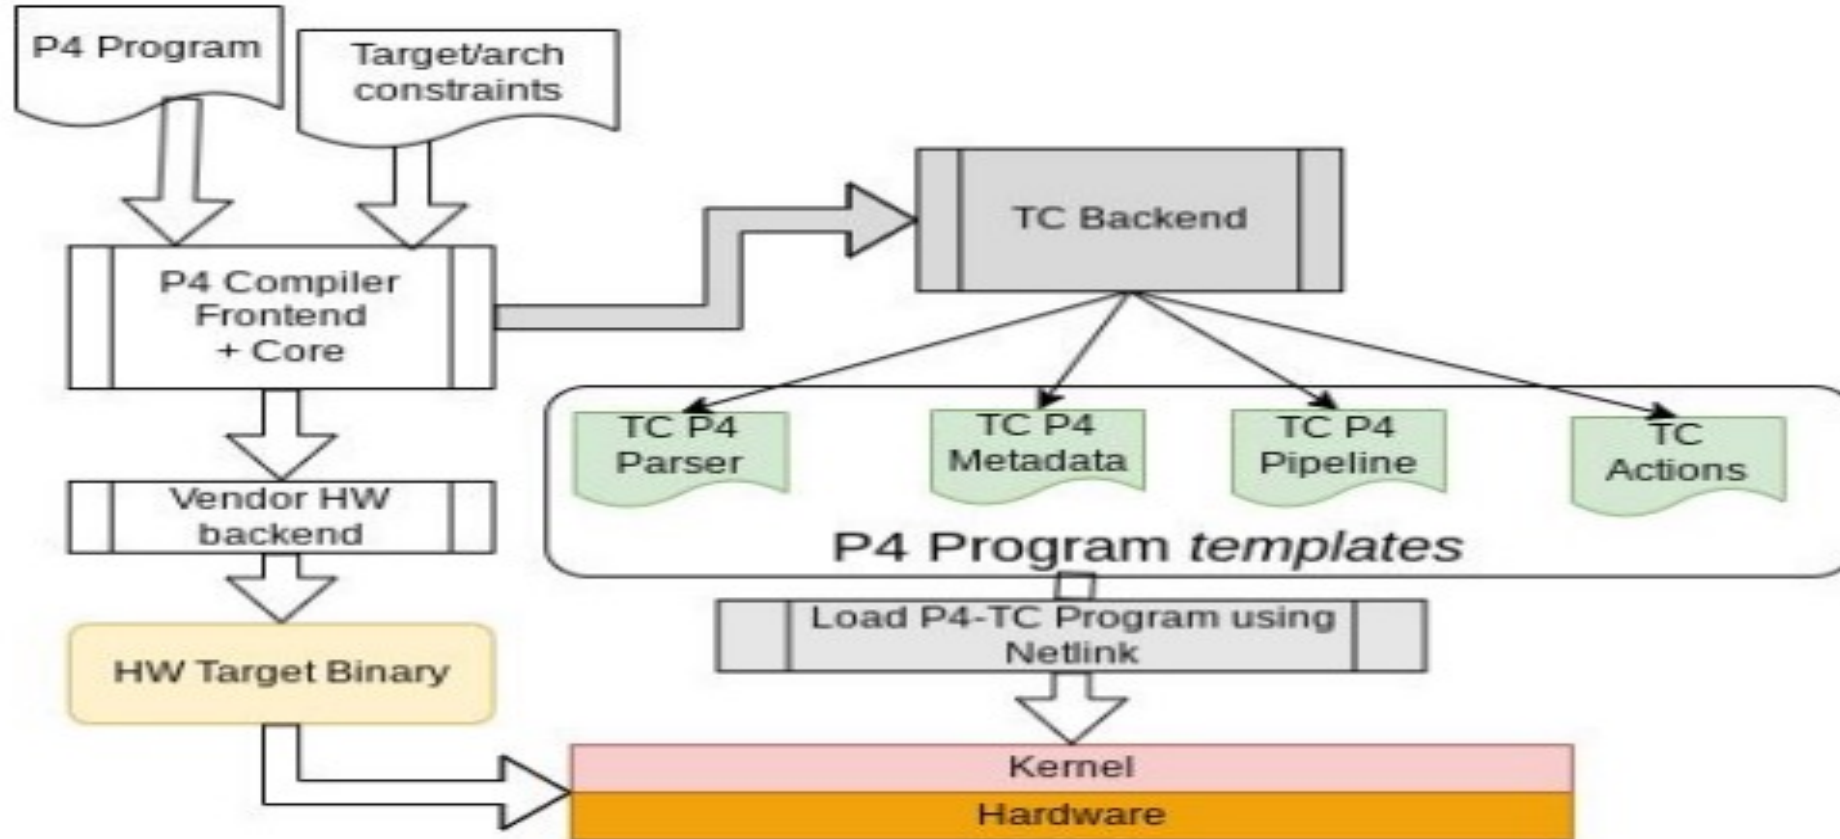 P4 Program
Target/arch
constraints
P4 Compiler
Frontend
+ Core
TC Backend
TC P4
Parser
TC P4
Metadata
TC P4
Pipeline
TC
Actions
P4 Program templates
Vendor HW
backend
Load P4-TC Program using
Netlink
HW Target Binary
Kernel
Hardware